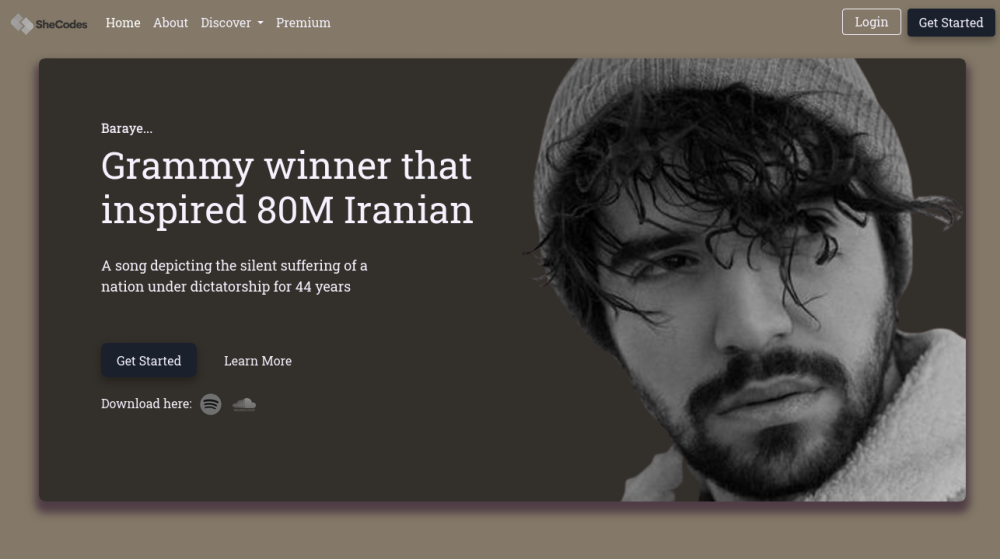 SheCodes
Home About Discover Premium
Login Get Started
Baraye...
Grammy winner that
inspired 80M Iranian
A song depicting the silent suffering of a
nation under dictatorship for 44 years
Get Started Learn More
Download here: